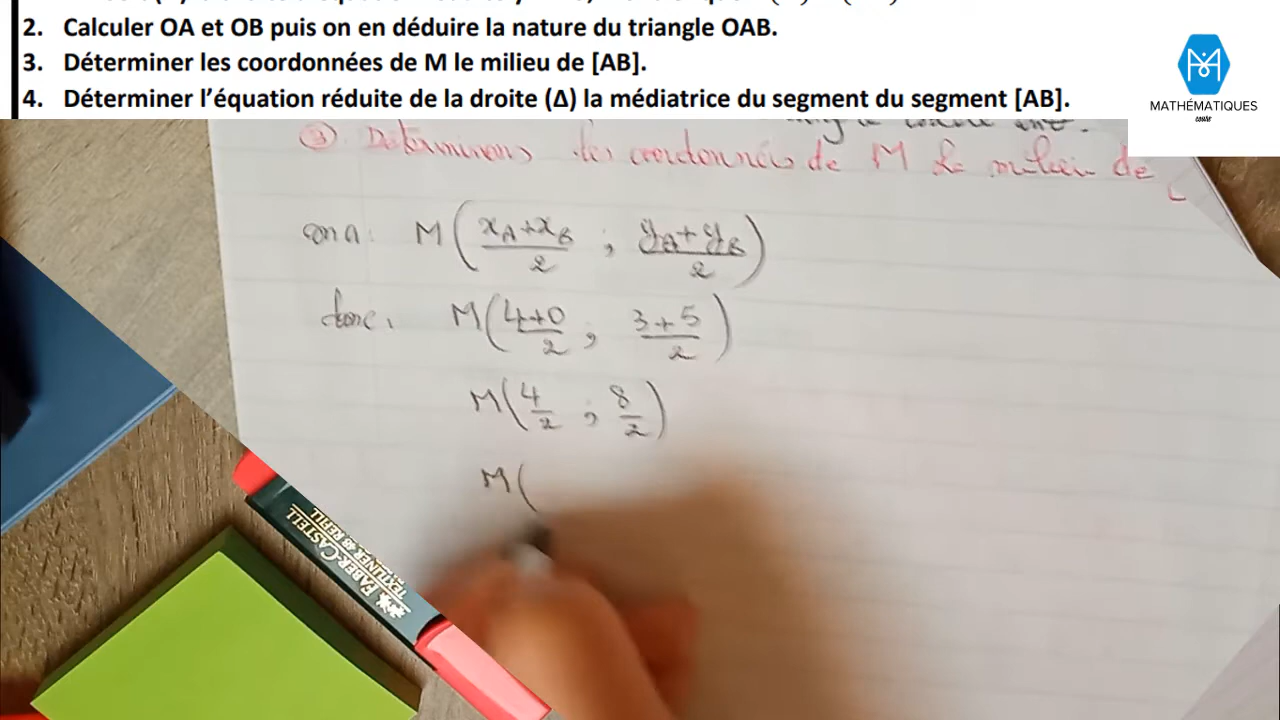 2. Calculer OA et OB puis on en déduire la nature du triangle OAB.
3. Déterminer les coordonnées de M le milieu de [AB].
4. Déterminer l’équation réduite de la droite (Δ) la médiatrice du segment du segment [AB].
MATHÉMATIQUES
cours
③ Determinons les coordonnées de M le milieu de [
on a: M(x_A+x_B/2 ; y_A+y_B/2)
donc. M(4+0/2 ; 3+5/2)
M(4/2 ; 8/2)
M(
FABER-CASTELL
TEXTLINER 48 REFILL